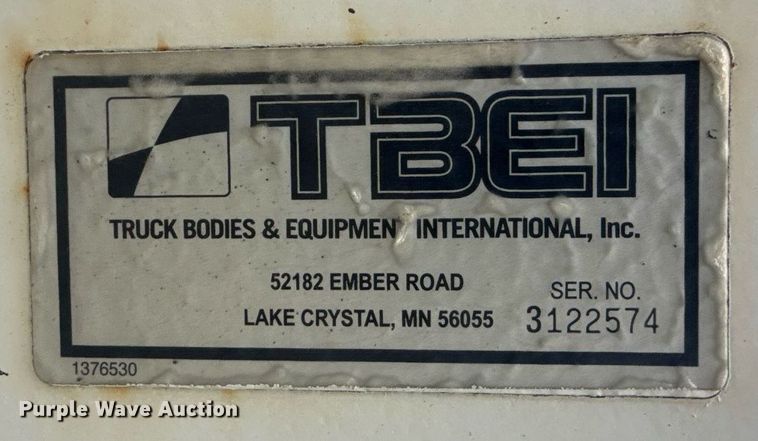 TBEI
TRUCK BODIES & EQUIPMENT INTERNATIONAL, Inc.
52182 EMBER ROAD
LAKE CRYSTAL, MN 56055
SER. NO.
3122574
1376530
Purple Wave Auction